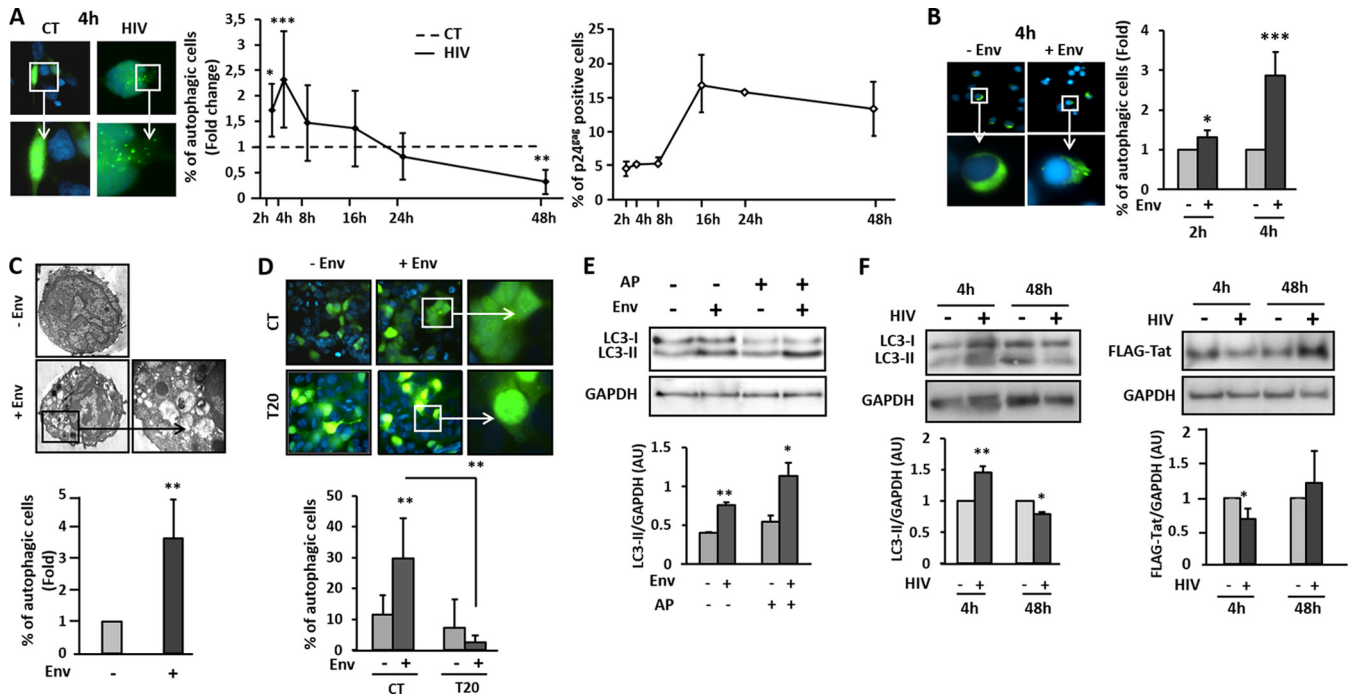 A
4h
CT
HIV
% of autophagic cells
(Fold change)
3,5
3
2,5
2
1,5
1
0,5
0
*
***
**
CT
HIV
2h 4h 8h 16h 24h 48h
% of p24gag positive cells
25
20
15
10
5
0
2h 4h 8h 16h 24h 48h
B
4h
- Env
+ Env
% of autophagic cells (Fold)
4
3
2
1
0
*
***
Env - + - +
2h 4h
C
- Env
+ Env
% of autophagic cells
(Fold)
5
4
3
2
1
0
**
Env - +
D
- Env + Env
CT
T20
% of autophagic cells
50
40
30
20
10
0
**
**
Env - + - +
CT T20
E
AP - - + +
Env - + - +
LC3-I
LC3-II
GAPDH
LC3-II/GAPDH (AU)
1.5
1
0.5
0
**
*
Env - + - +
AP - - + +
F
4h 48h
HIV - + - +
LC3-I
LC3-II
GAPDH
LC3-II/GAPDH (AU)
2
1.5
1
0.5
0
**
*
HIV - + - +
4h 48h
4h 48h
HIV - + - +
FLAG-Tat
GAPDH
FLAG-Tat/GAPDH (AU)
2
1.5
1
0.5
0
*
HIV - + - +
4h 48h